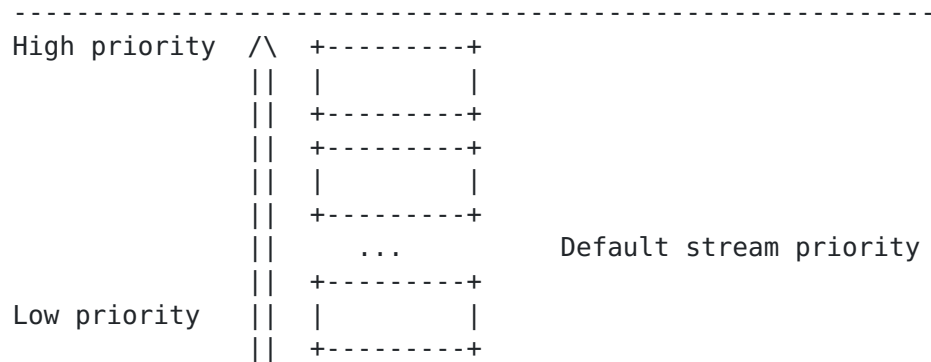 -----------------------------------------------------------
High priority  /\  +---------+
               ||  |         |
               ||  +---------+
               ||  +---------+
               ||  |         |
               ||  +---------+
               ||     ...          Default stream priority
               ||  +---------+
Low priority   ||  |         |
               ||  +---------+